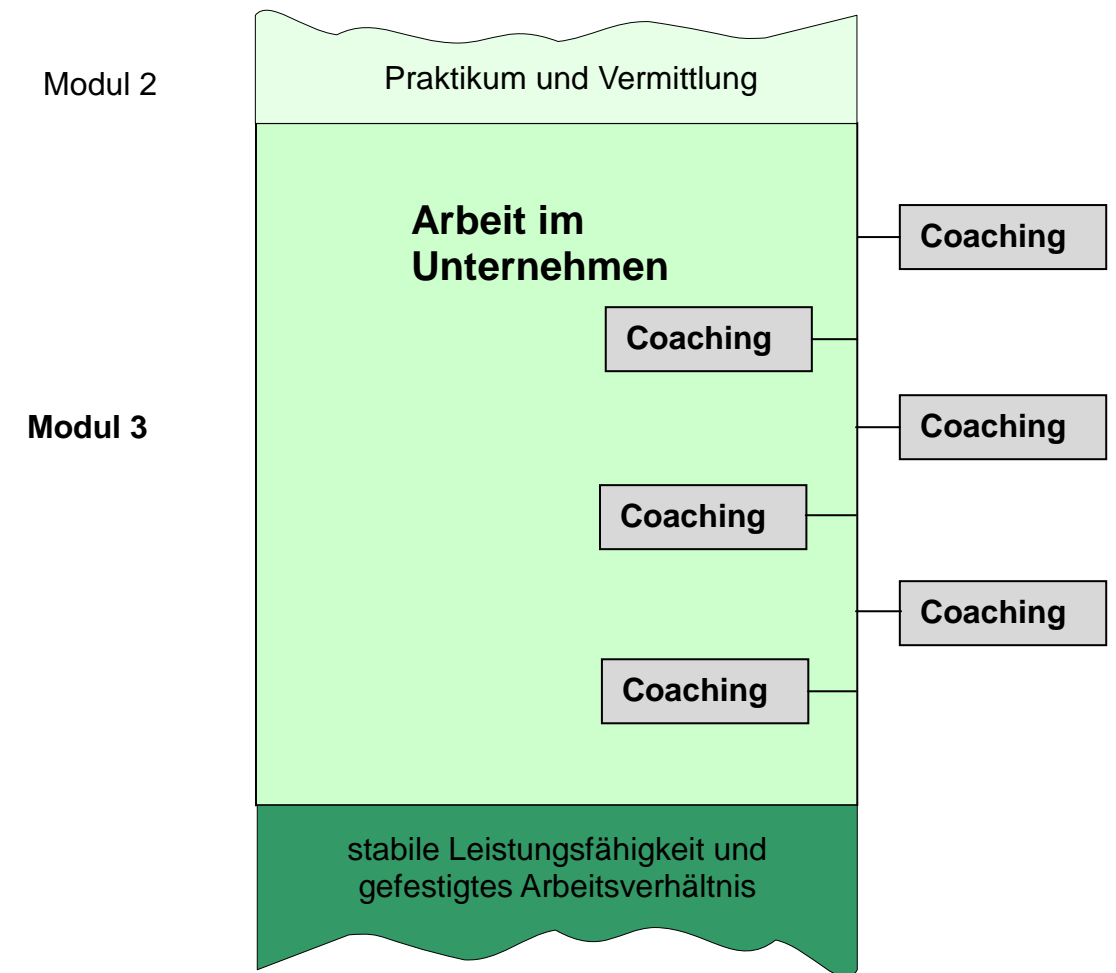 Modul 2
Praktikum und Vermittlung
Arbeit im
Unternehmen
Coaching
Coaching
Modul 3
Coaching
Coaching
Coaching
Coaching
stabile Leistungsfähigkeit und
gefestigtes Arbeitsverhältnis